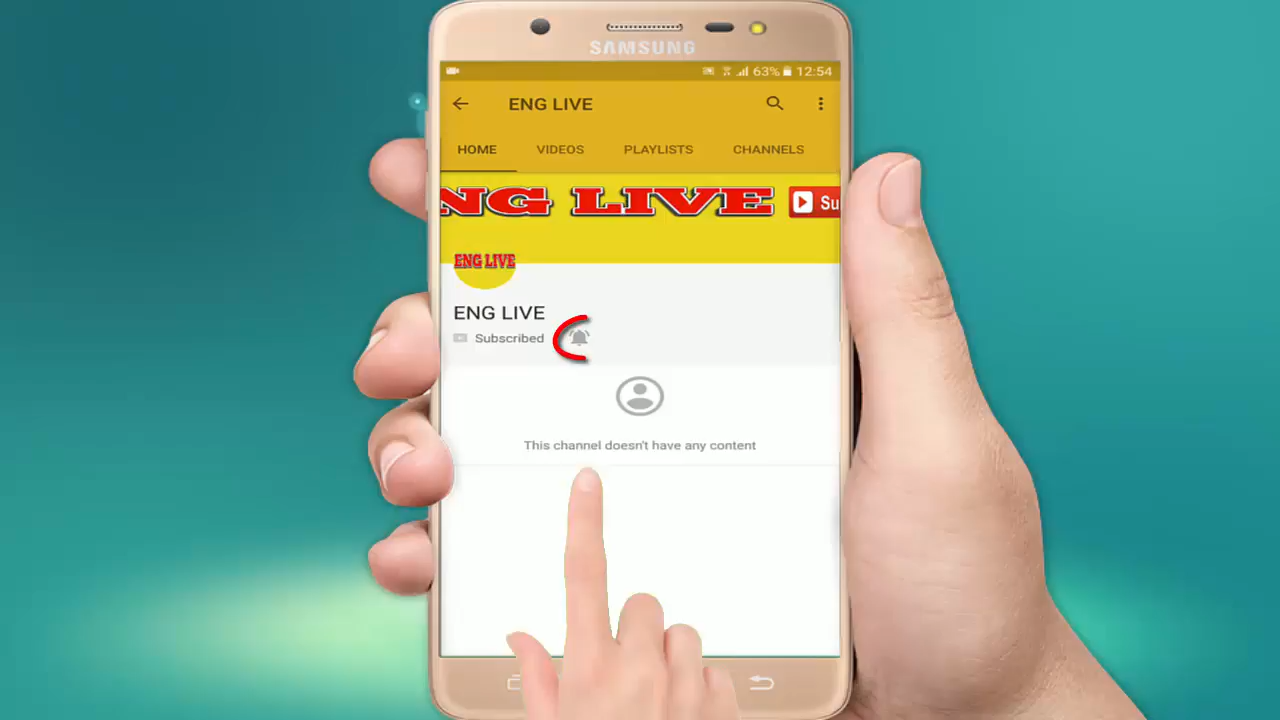 SAMSUNG
63% 12:54
ENG LIVE
HOME VIDEOS PLAYLISTS CHANNELS
NG LIVE Su
ENG LIVE
ENG LIVE
Subscribed
This channel doesn't have any content